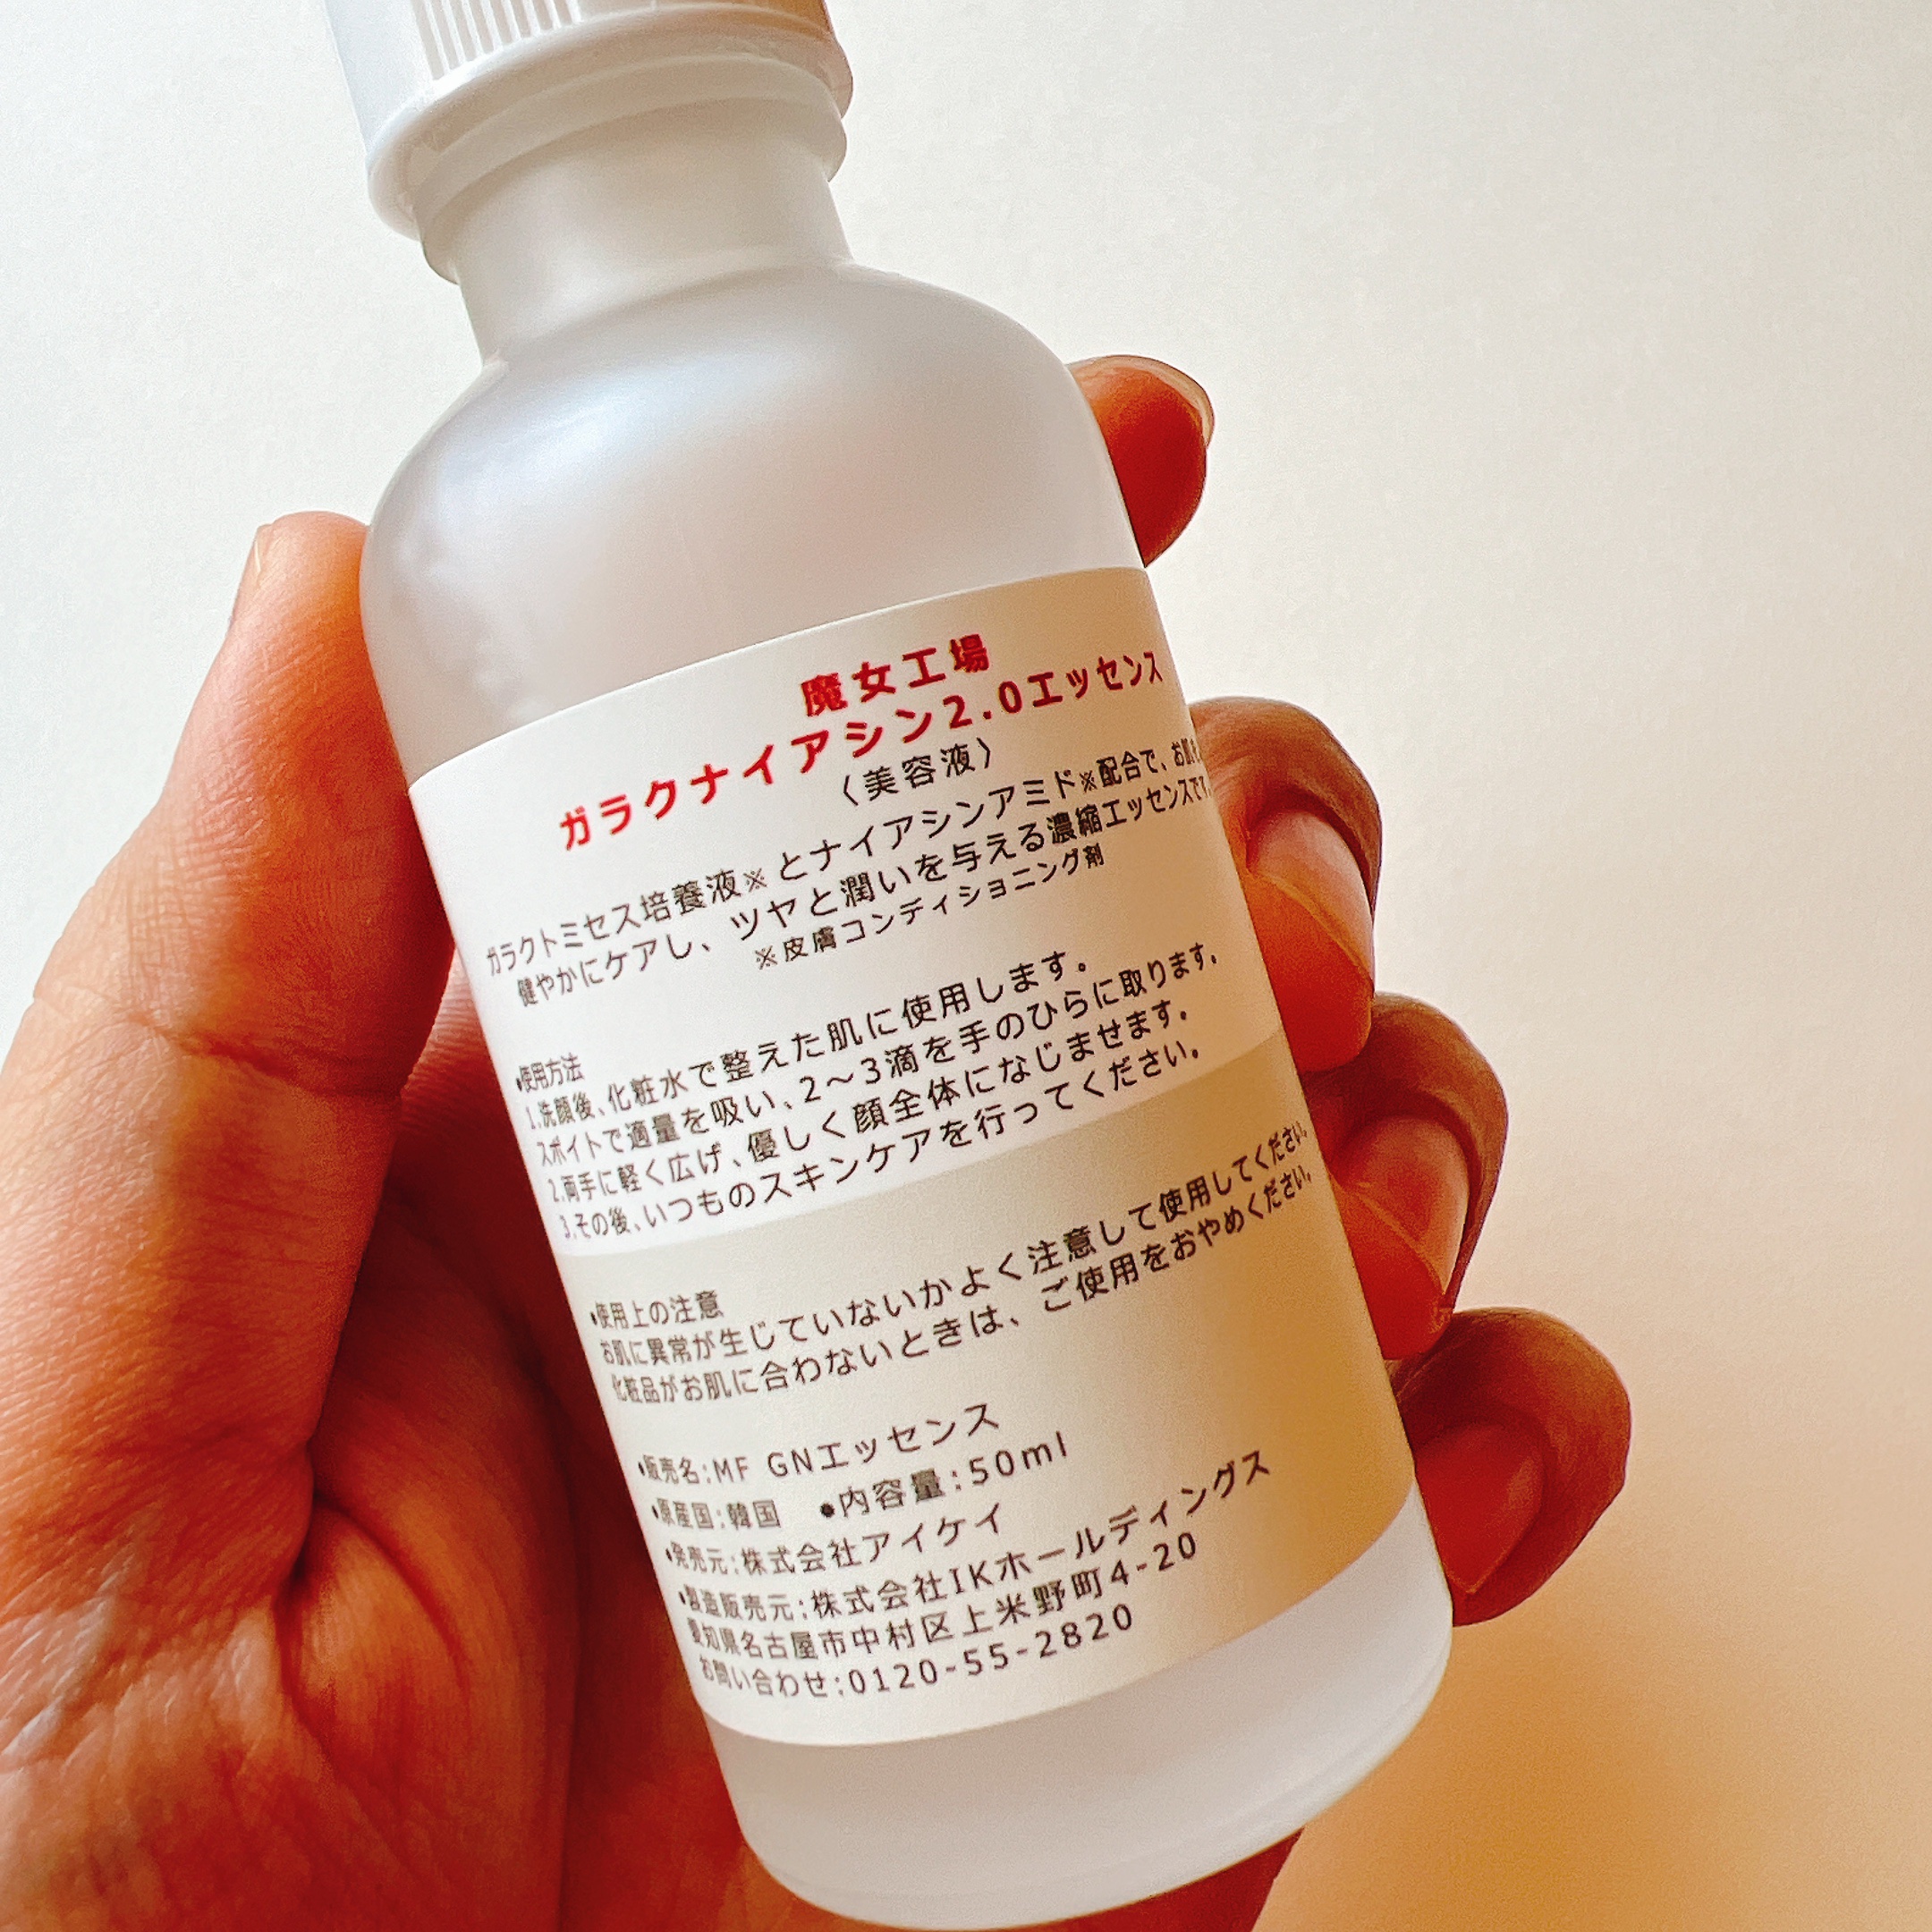 魔女工場
ガラクナイアシン2.0エッセンス
〈美容液〉
ガラクトミセス培養液※とナイアシンアミド※配合で、お肌を
健やかにケアし、ツヤと潤いを与える濃縮エッセンスです。
※皮膚コンディショニング剤
•使用方法
1.洗顔後、化粧水で整えた肌に使用します。
スポイトで適量を吸い、2〜3滴を手のひらに取ります。
2.両手に軽く広げ、優しく顔全体になじませます。
3.その後、いつものスキンケアを行ってください。
•使用上の注意
お肌に異常が生じていないかよく注意して使用してください。
化粧品がお肌に合わないときは、ご使用をおやめください。
•販売名:MF GNエッセンス
•原産国:韓国 •内容量:50ml
•発売元:株式会社アイケイ
•製造販売元:株式会社IKホールディングス
愛知県名古屋市中村区上米野町4-20
お問い合わせ:0120-55-2820